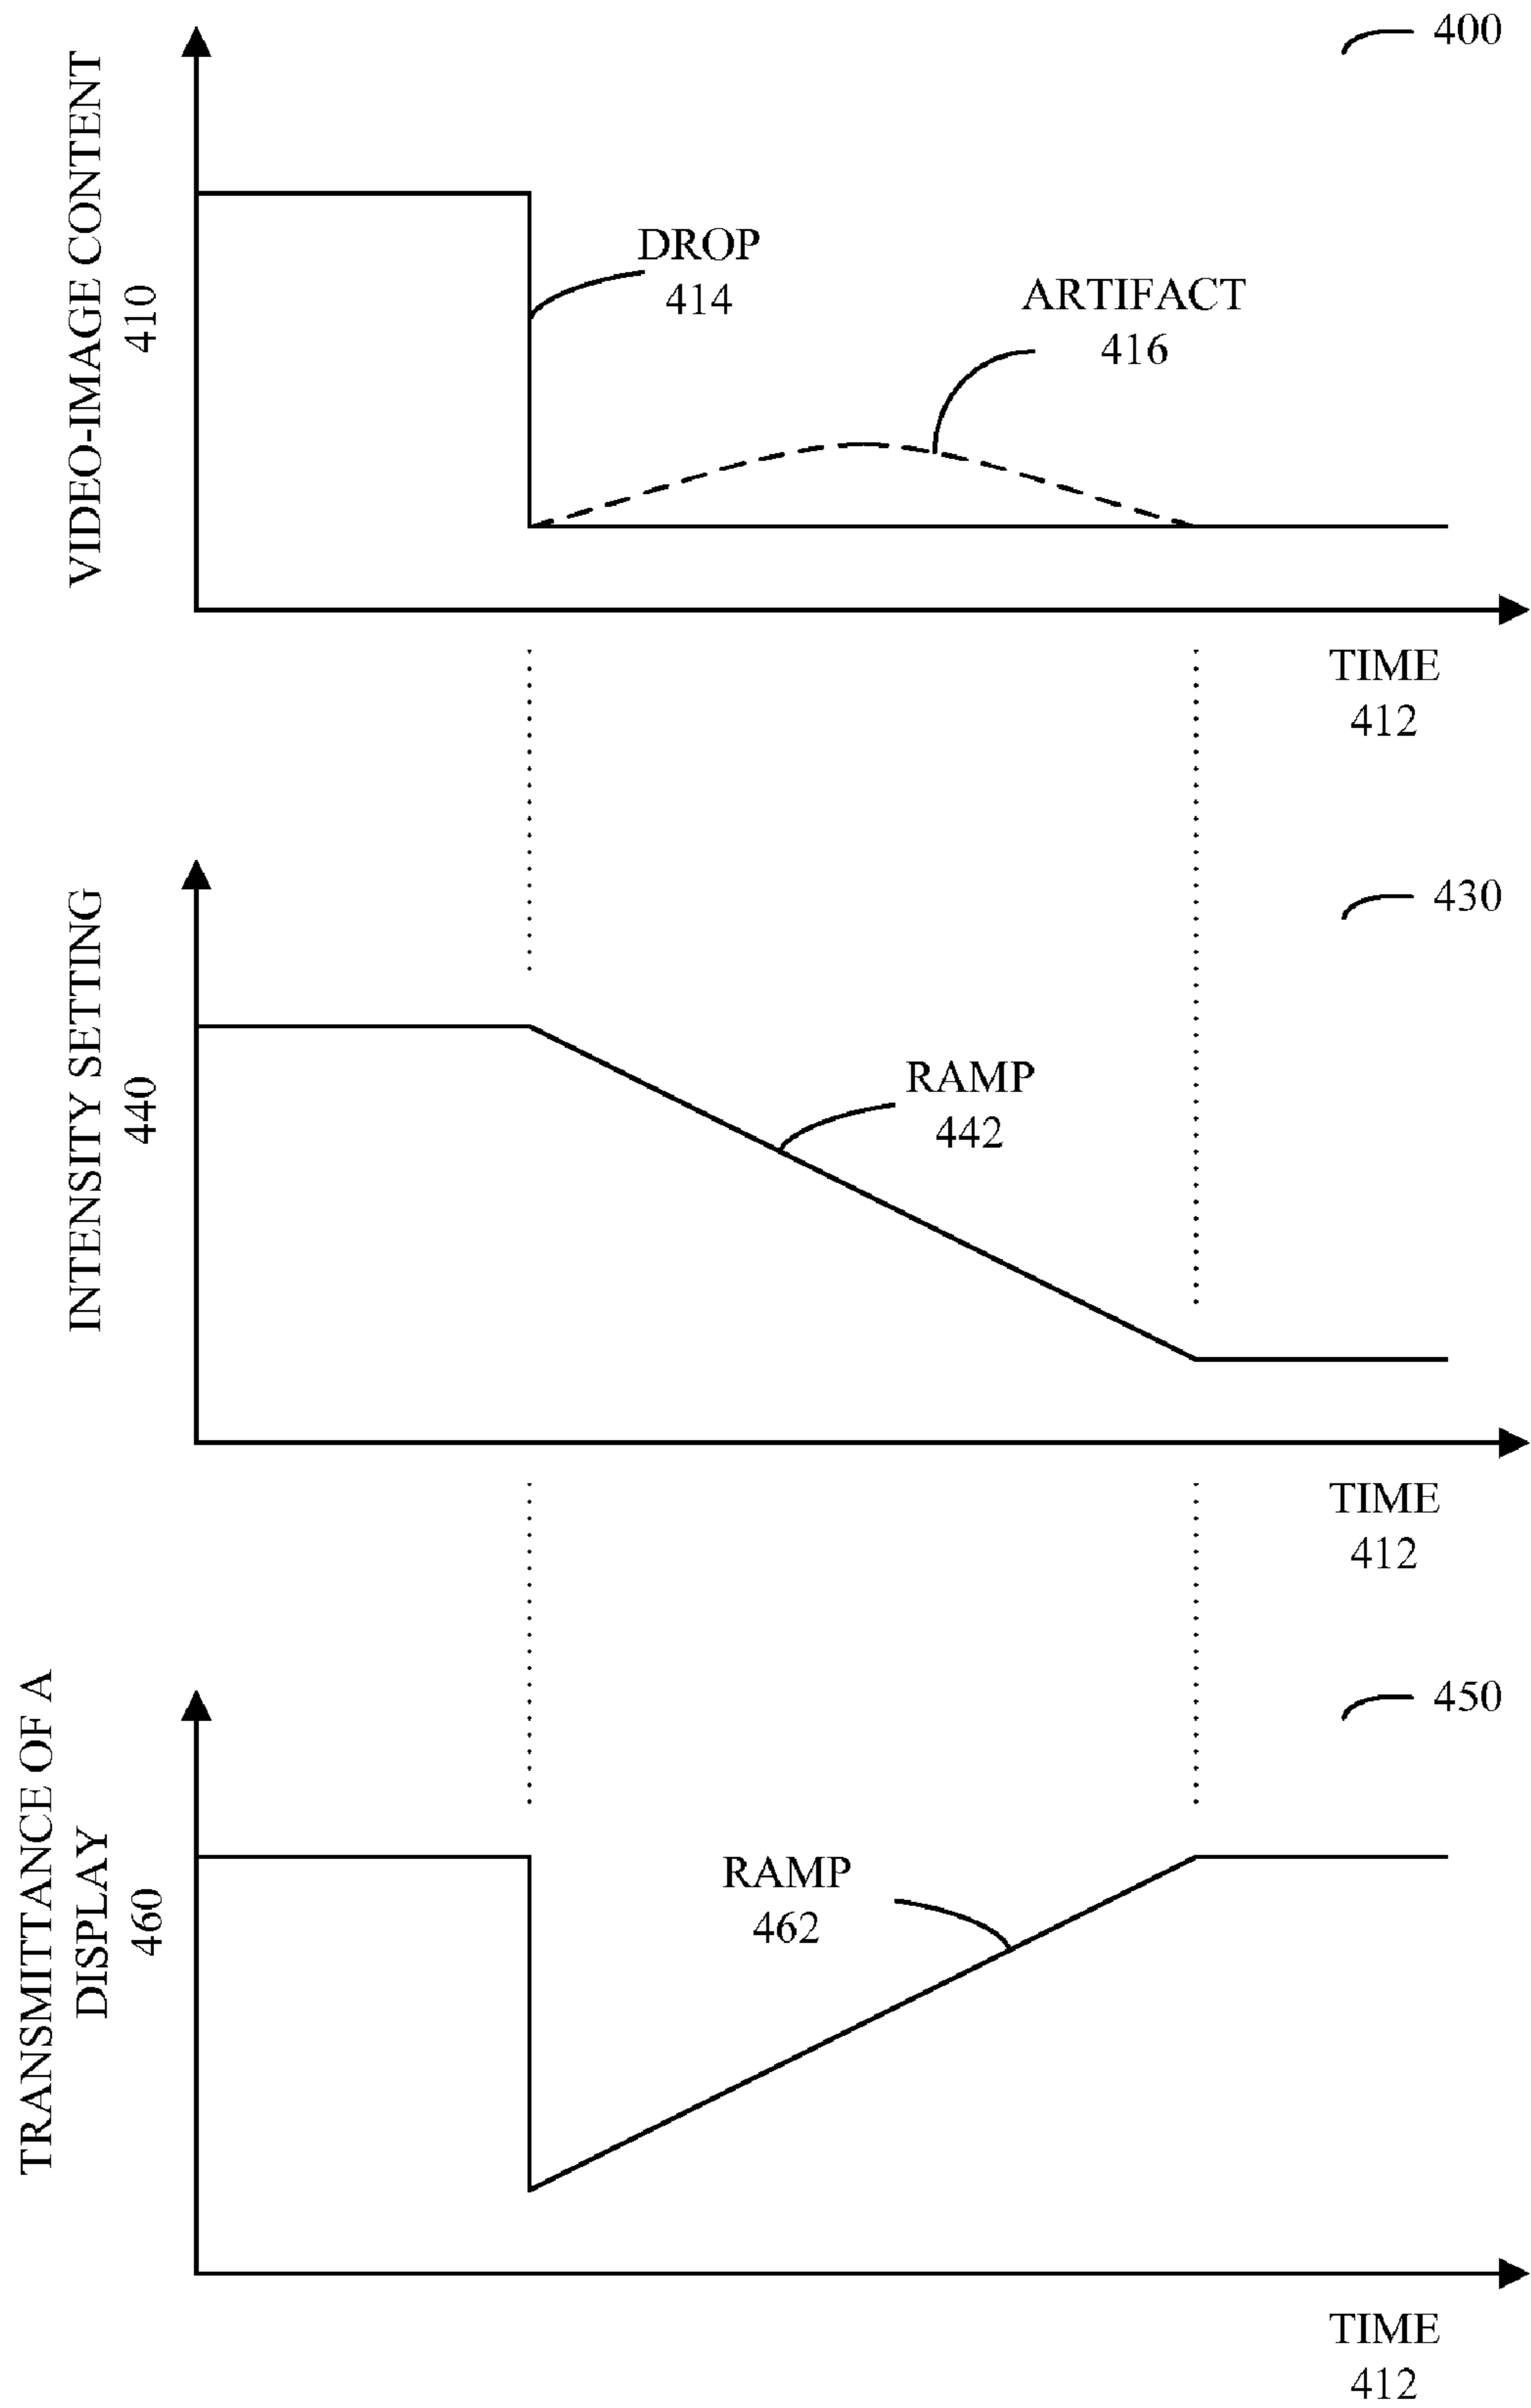 400
VIDEO-IMAGE CONTENT
410
DROP
414
ARTIFACT
416
TIME
412
430
INTENSITY SETTING
440
RAMP
442
TIME
412
450
TRANSMITTANCE OF A
DISPLAY
460
RAMP
462
TIME
412